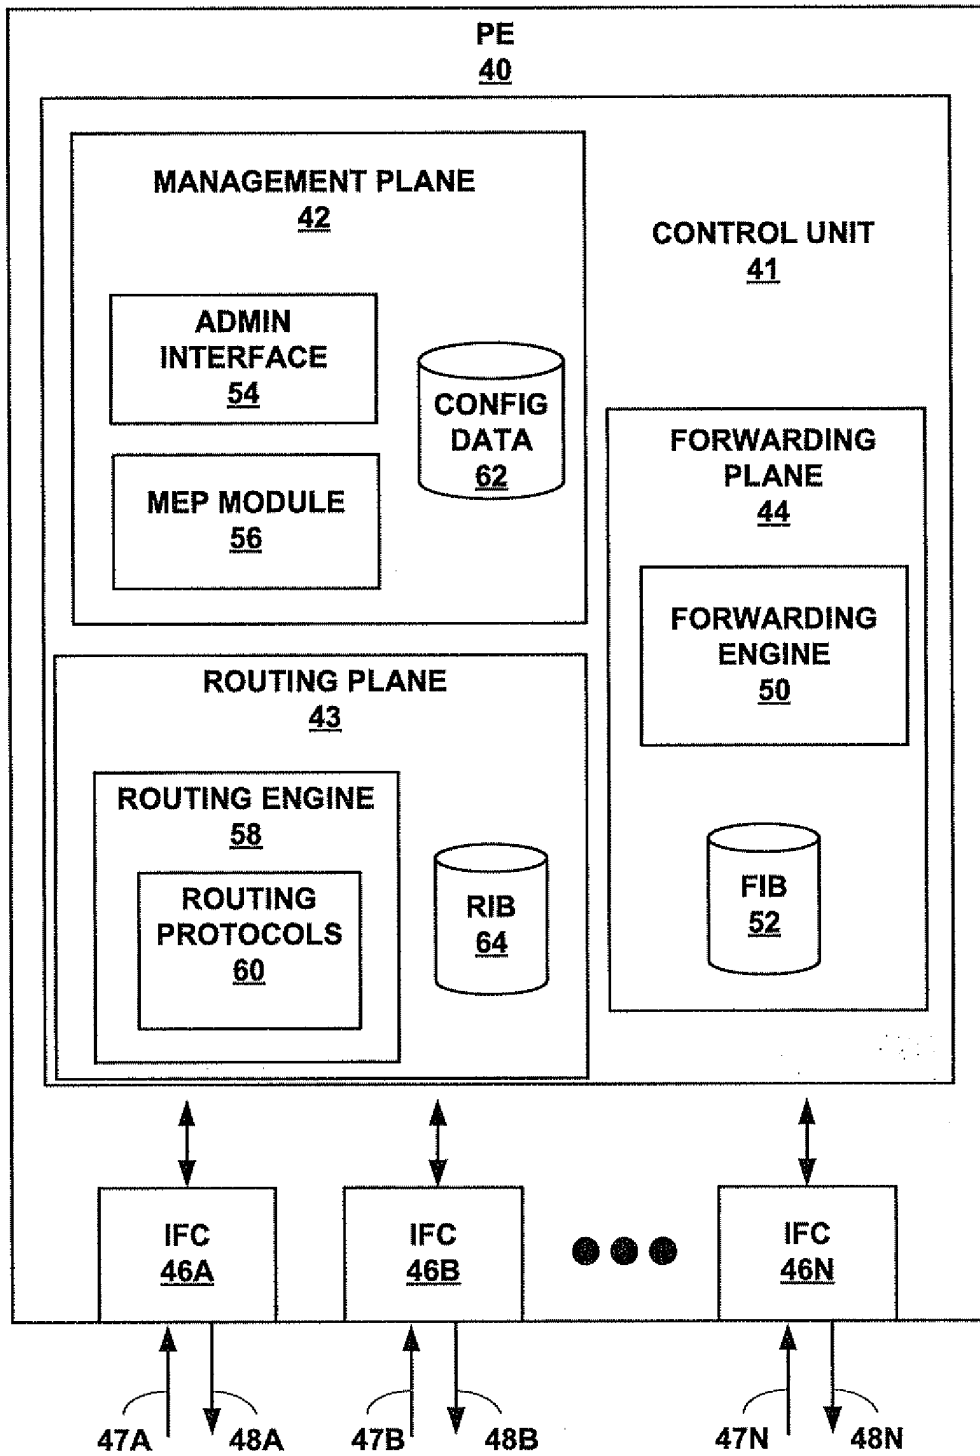 PE
40
MANAGEMENT PLANE
42
CONTROL UNIT
41
ADMIN
INTERFACE
54
CONFIG
DATA
62
MEP MODULE
56
FORWARDING
PLANE
44
FORWARDING
ENGINE
50
FIB
52
ROUTING PLANE
43
ROUTING ENGINE
58
ROUTING
PROTOCOLS
60
RIB
64
IFC
46A
IFC
46B
IFC
46N
47A
48A
47B
48B
47N
48N